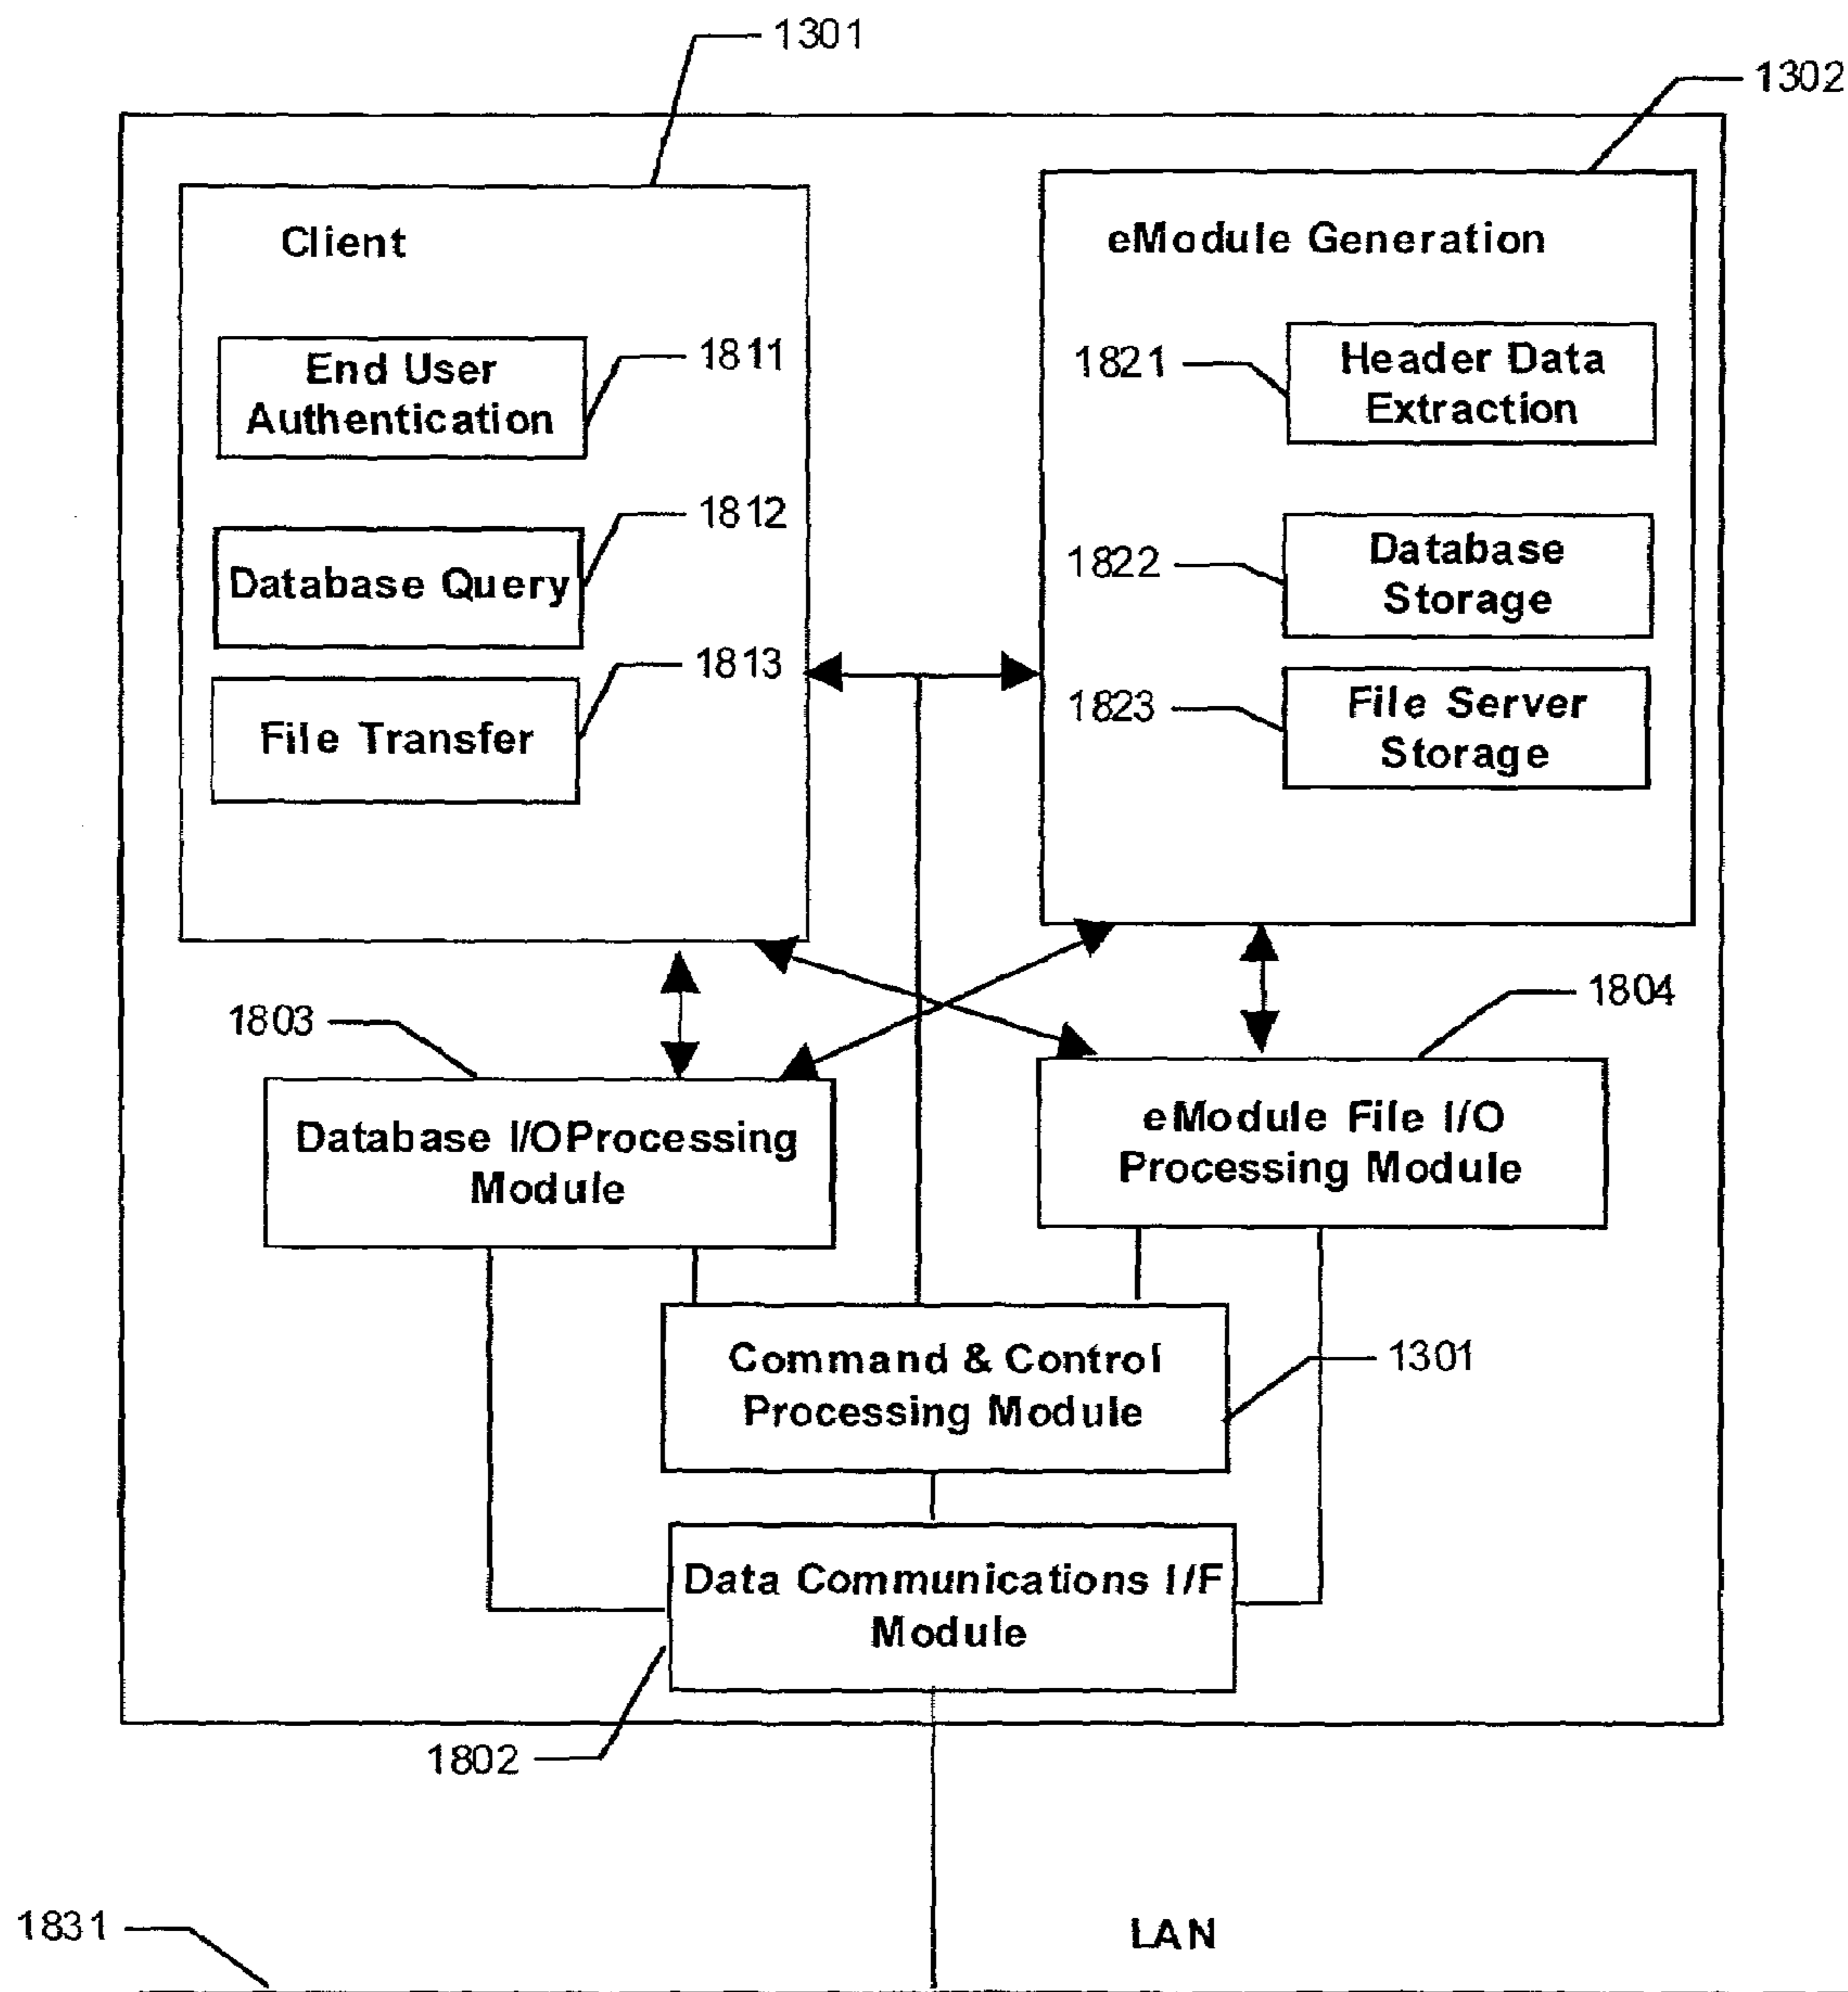 1301
1302
Client
eModule Generation
End User
Authentication
1811
1821
Header Data
Extraction
1812
Database Query
1822
Database
Storage
1813
File Transfer
1823
File Server
Storage
1803
1804
Database I/OProcessing
Module
eModule File I/O
Processing Module
Command & Control
Processing Module
1301
Data Communications I/F
Module
1802
1831
LAN